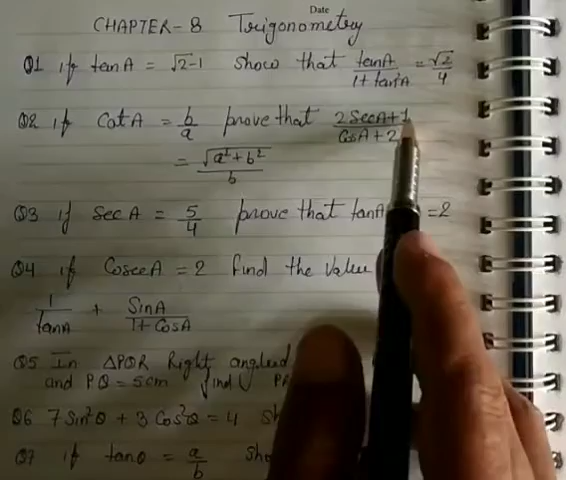 Date
CHAPTER-8 Trigonometry
Q1 if tanA = √2-1 show that tanA/1+tan²A = √2/4
Q2 if CotA = b/a prove that 2SecA+1/CosA+2
= √a²+b²/b
Q3 if SecA = 5/4 prove that tanA =2
Q4 if CosecA = 2 find the value
1/tanA + SinA/1+CosA
Q5 In ΔPQR Right angled
and PQ = 5cm find
Q6 7Sin²θ + 3Cos²θ = 4
Q7 if tanθ = a/b